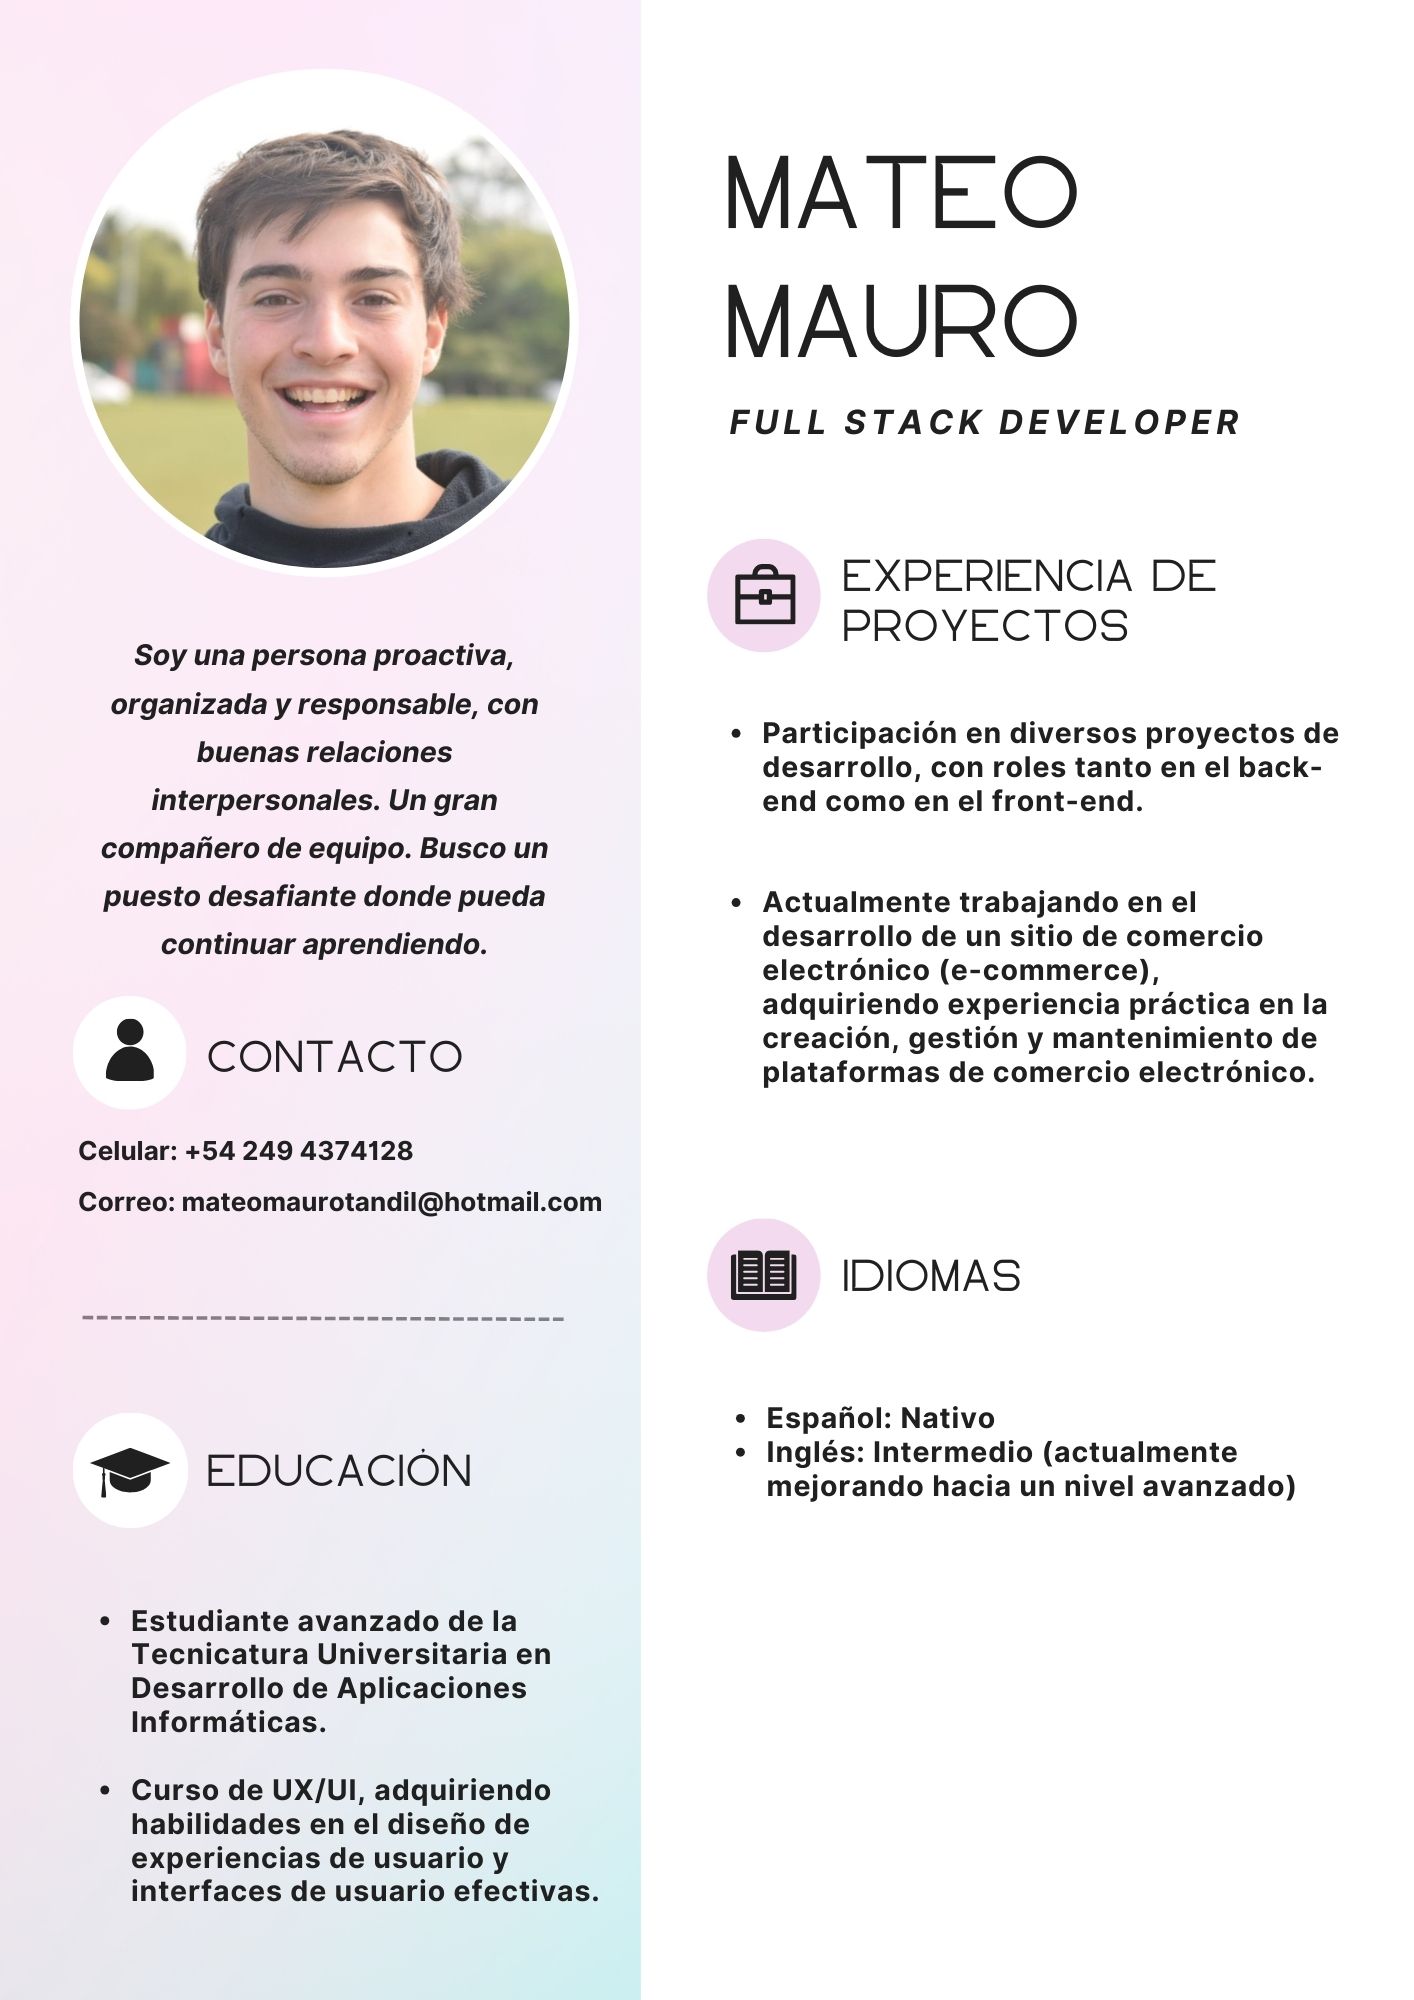 MATEO
MAURO
FULL STACK DEVELOPER
Soy una persona proactiva,
organizada y responsable, con
buenas relaciones
interpersonales. Un gran
compañero de equipo. Busco un
puesto desafiante donde pueda
continuar aprendiendo.
CONTACTO
Celular: +54 249 4374128
Correo: mateomaurotandil@hotmail.com
EDUCACIÓN
• Estudiante avanzado de la
Tecnicatura Universitaria en
Desarrollo de Aplicaciones
Informáticas.
• Curso de UX/UI, adquiriendo
habilidades en el diseño de
experiencias de usuario y
interfaces de usuario efectivas.
EXPERIENCIA DE
PROYECTOS
• Participación en diversos proyectos de
desarrollo, con roles tanto en el back-
end como en el front-end.
• Actualmente trabajando en el
desarrollo de un sitio de comercio
electrónico (e-commerce),
adquiriendo experiencia práctica en la
creación, gestión y mantenimiento de
plataformas de comercio electrónico.
IDIOMAS
• Español: Nativo
• Inglés: Intermedio (actualmente
mejorando hacia un nivel avanzado)